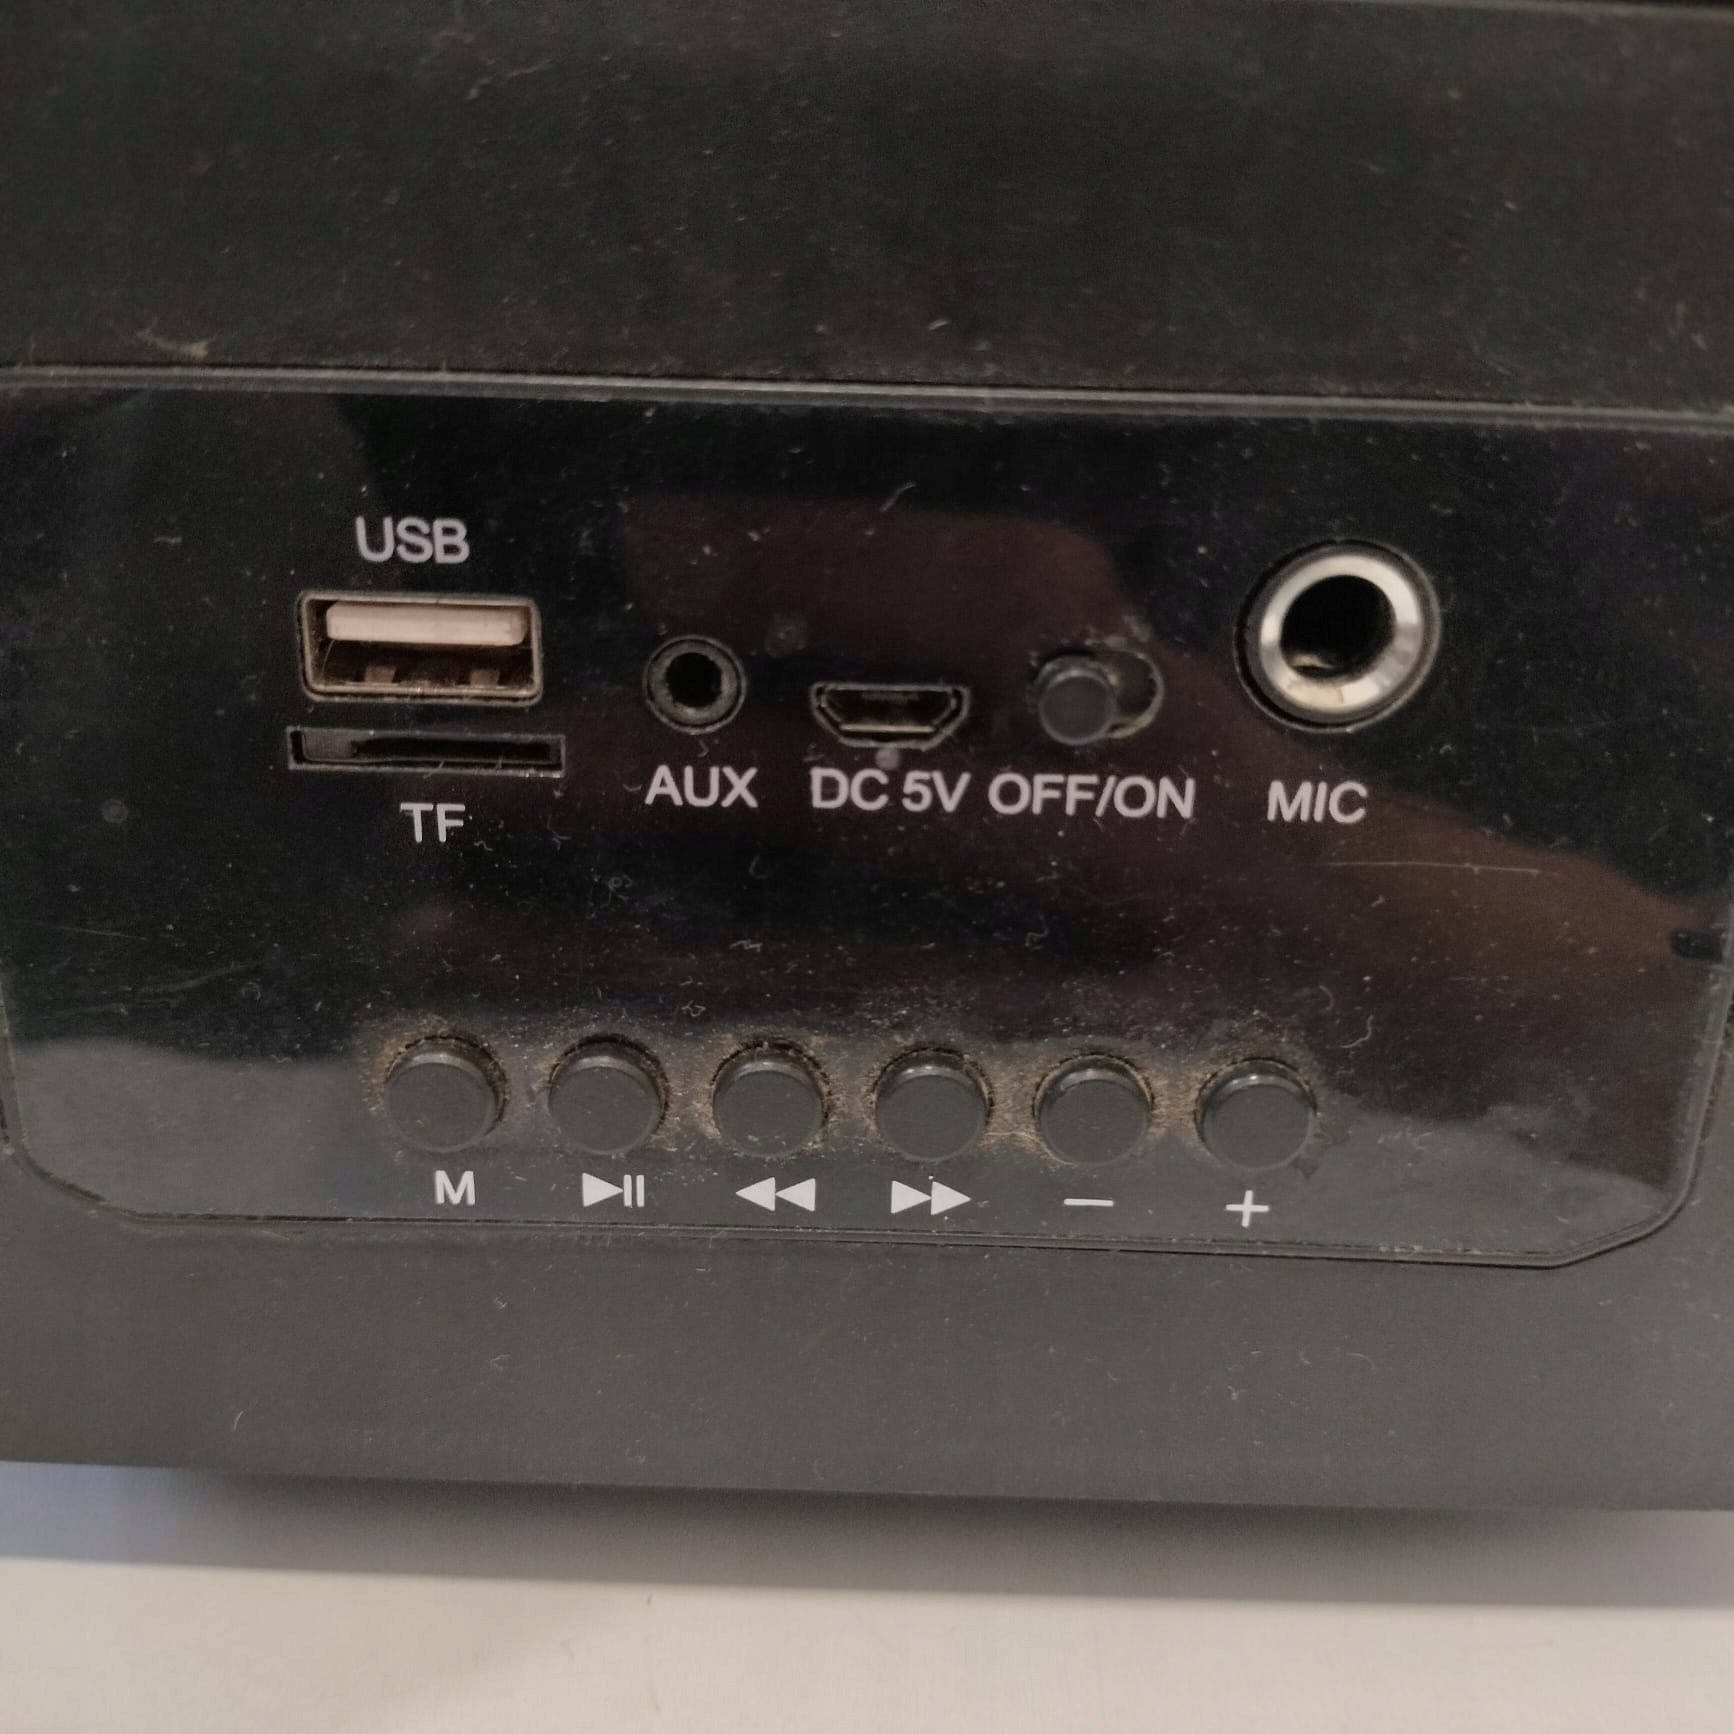 USB
TF
AUX DC 5V OFF/ON MIC
M
− +